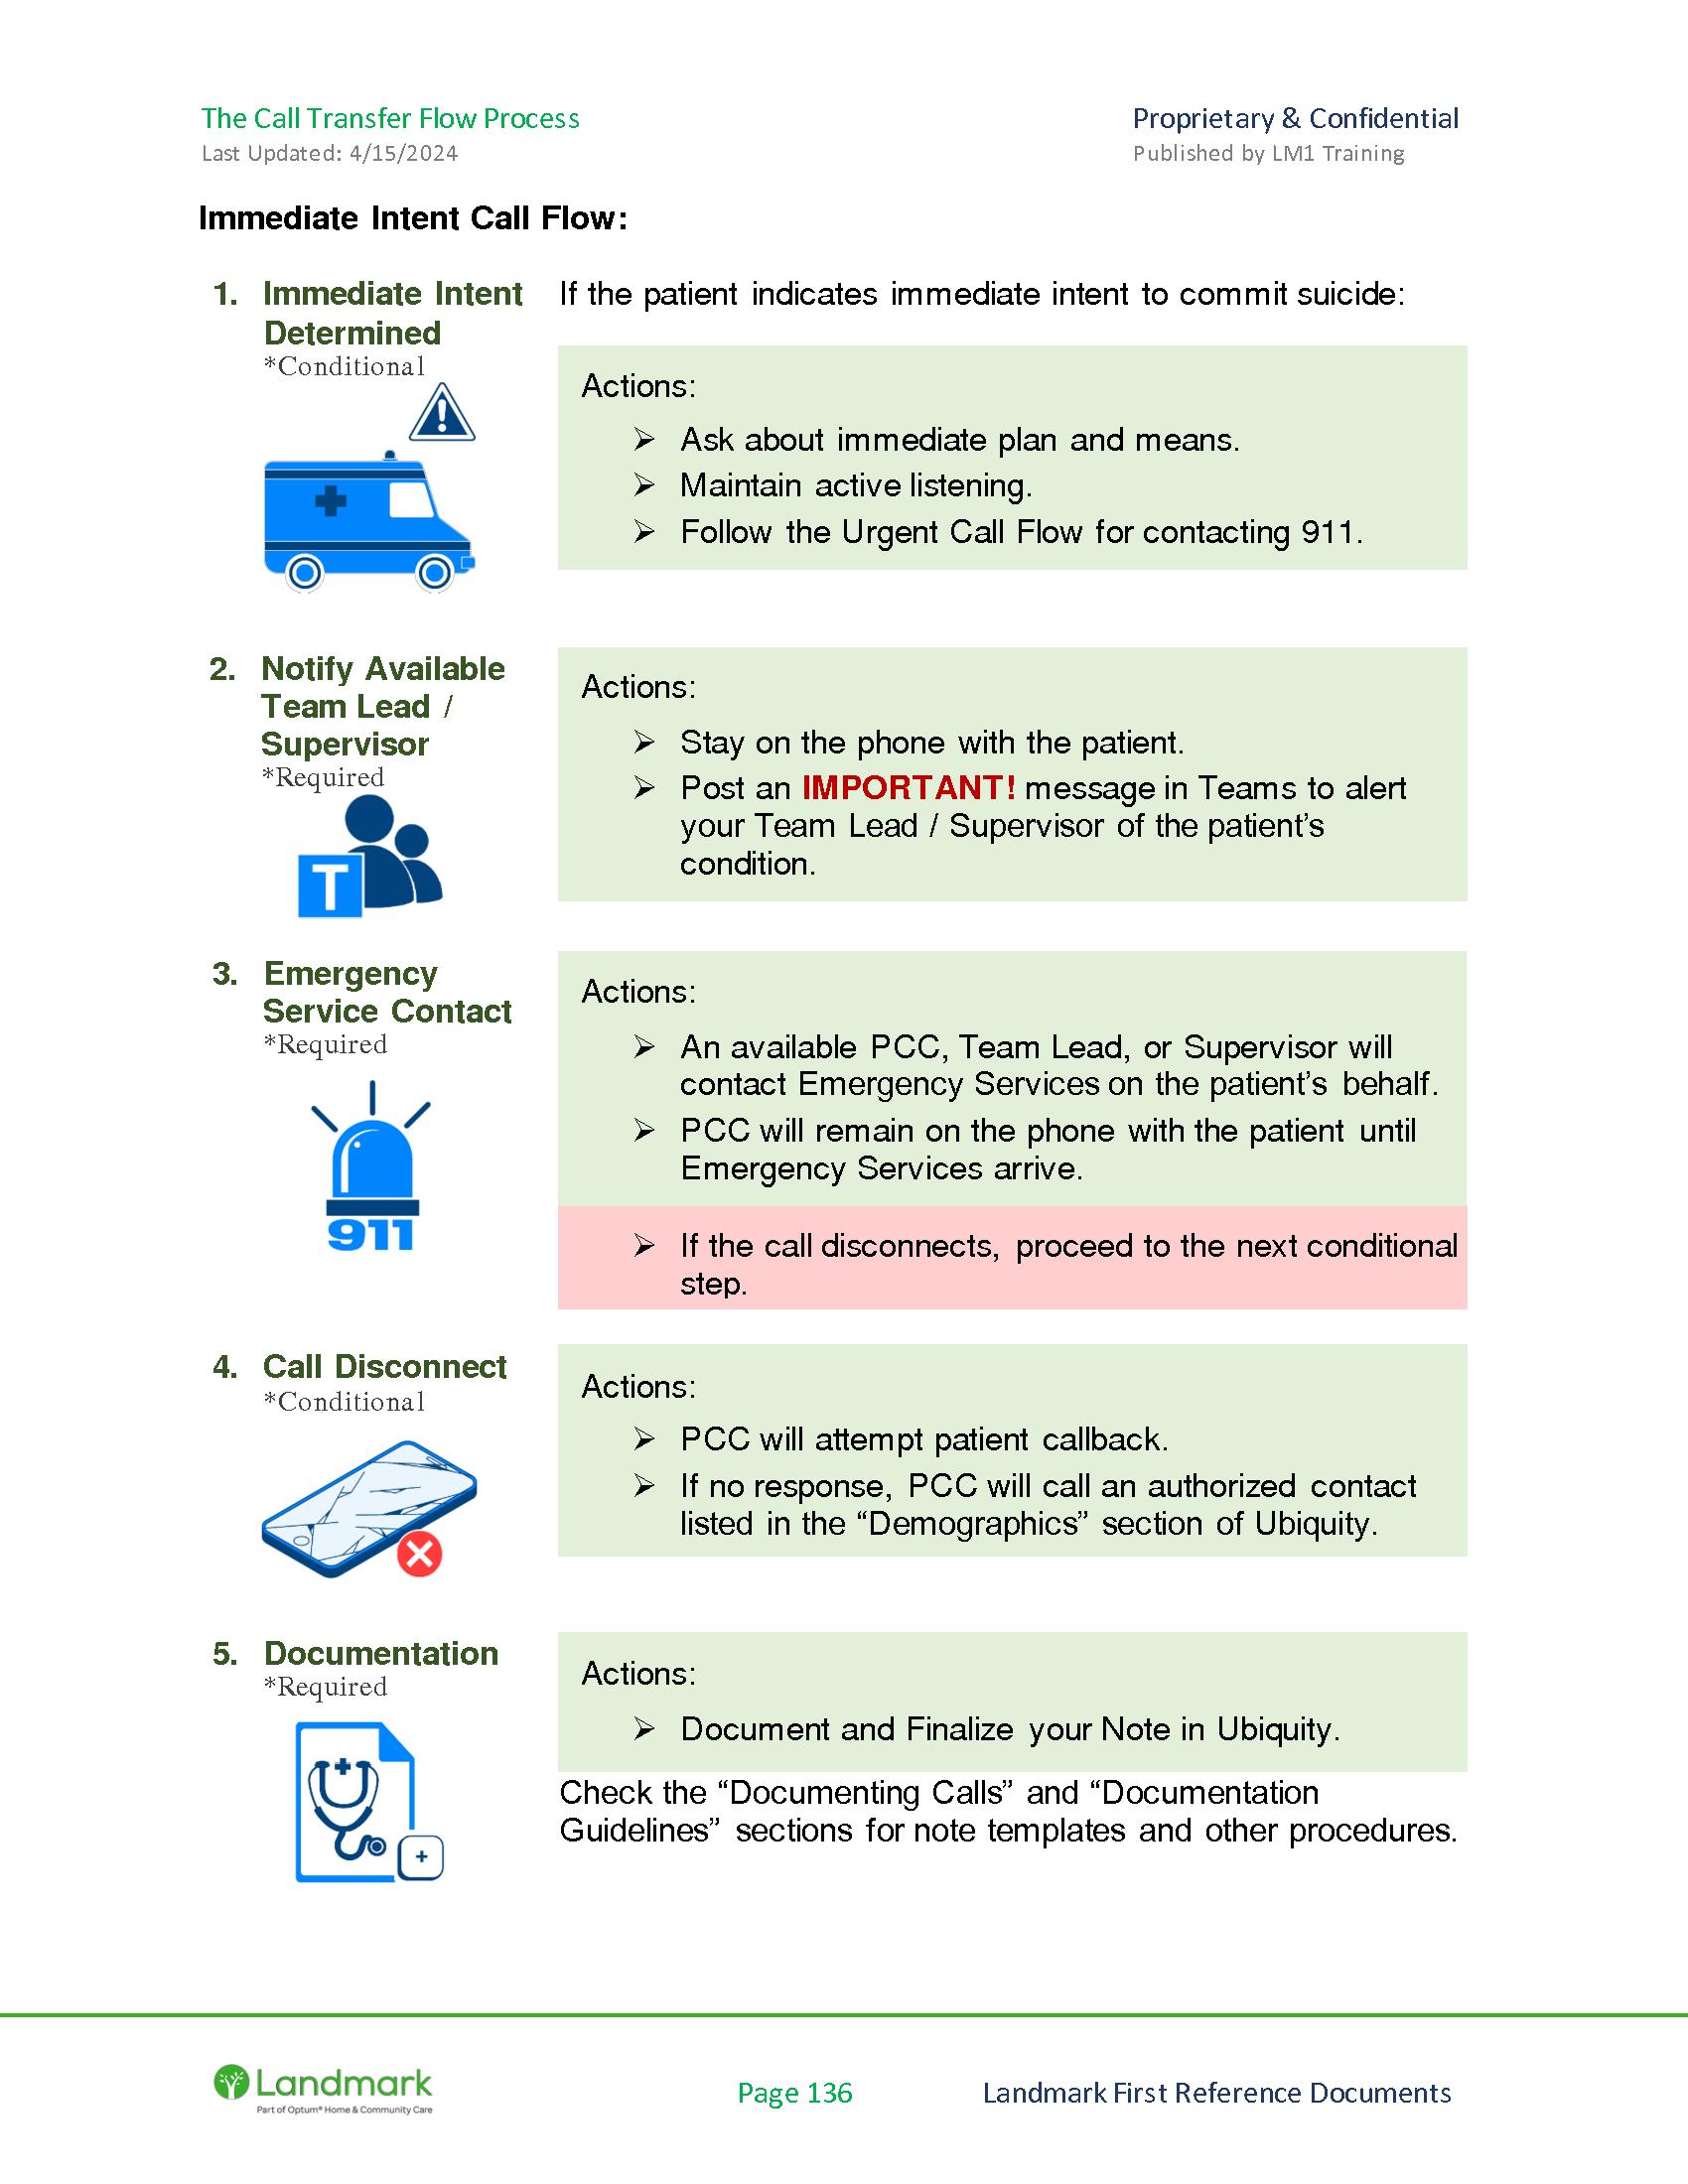 The Call Transfer Flow Process
Proprietary & Confidential
Last Updated: 4/15/2024
Published by LM1 Training
Immediate Intent Call Flow:
1. Immediate Intent
Determined
*Conditional
If the patient indicates immediate intent to commit suicide:
Actions:
➢ Ask about immediate plan and means.
➢ Maintain active listening.
➢ Follow the Urgent Call Flow for contacting 911.
2. Notify Available
Team Lead /
Supervisor
*Required
T
Actions:
➢ Stay on the phone with the patient.
➢ Post an IMPORTANT! message in Teams to alert
your Team Lead / Supervisor of the patient’s
condition.
3. Emergency
Service Contact
*Required
911
Actions:
➢ An available PCC, Team Lead, or Supervisor will
contact Emergency Services on the patient’s behalf.
➢ PCC will remain on the phone with the patient until
Emergency Services arrive.
➢ If the call disconnects, proceed to the next conditional
step.
4. Call Disconnect
*Conditional
Actions:
➢ PCC will attempt patient callback.
➢ If no response, PCC will call an authorized contact
listed in the “Demographics” section of Ubiquity.
5. Documentation
*Required
Actions:
➢ Document and Finalize your Note in Ubiquity.
Check the “Documenting Calls” and “Documentation
Guidelines” sections for note templates and other procedures.
Landmark
Part of Optum® Home & Community Care
Page 136
Landmark First Reference Documents